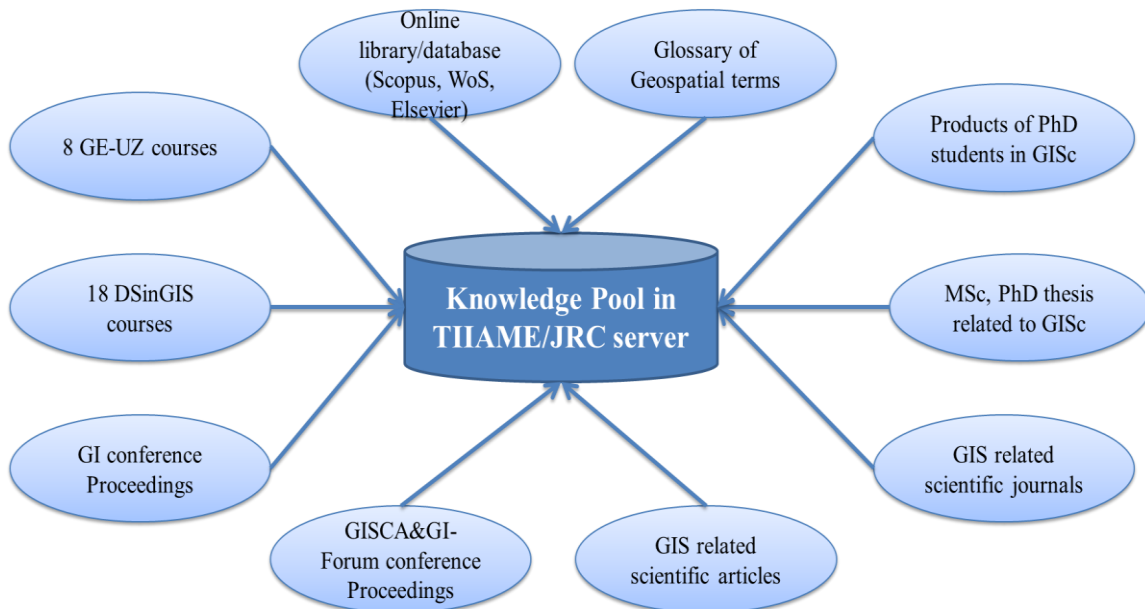 Online
library/database
(Scopus, WoS,
Elsevier)
Glossary of
Geospatial terms
8 GE-UZ courses
Products of PhD
students in GISc
18 DSinGIS
courses
Knowledge Pool in
TIIAME/JRC server
MSc, PhD thesis
related to GISc
GI conference
Proceedings
GIS related
scientific journals
GISCA&GI-
Forum conference
Proceedings
GIS related
scientific articles